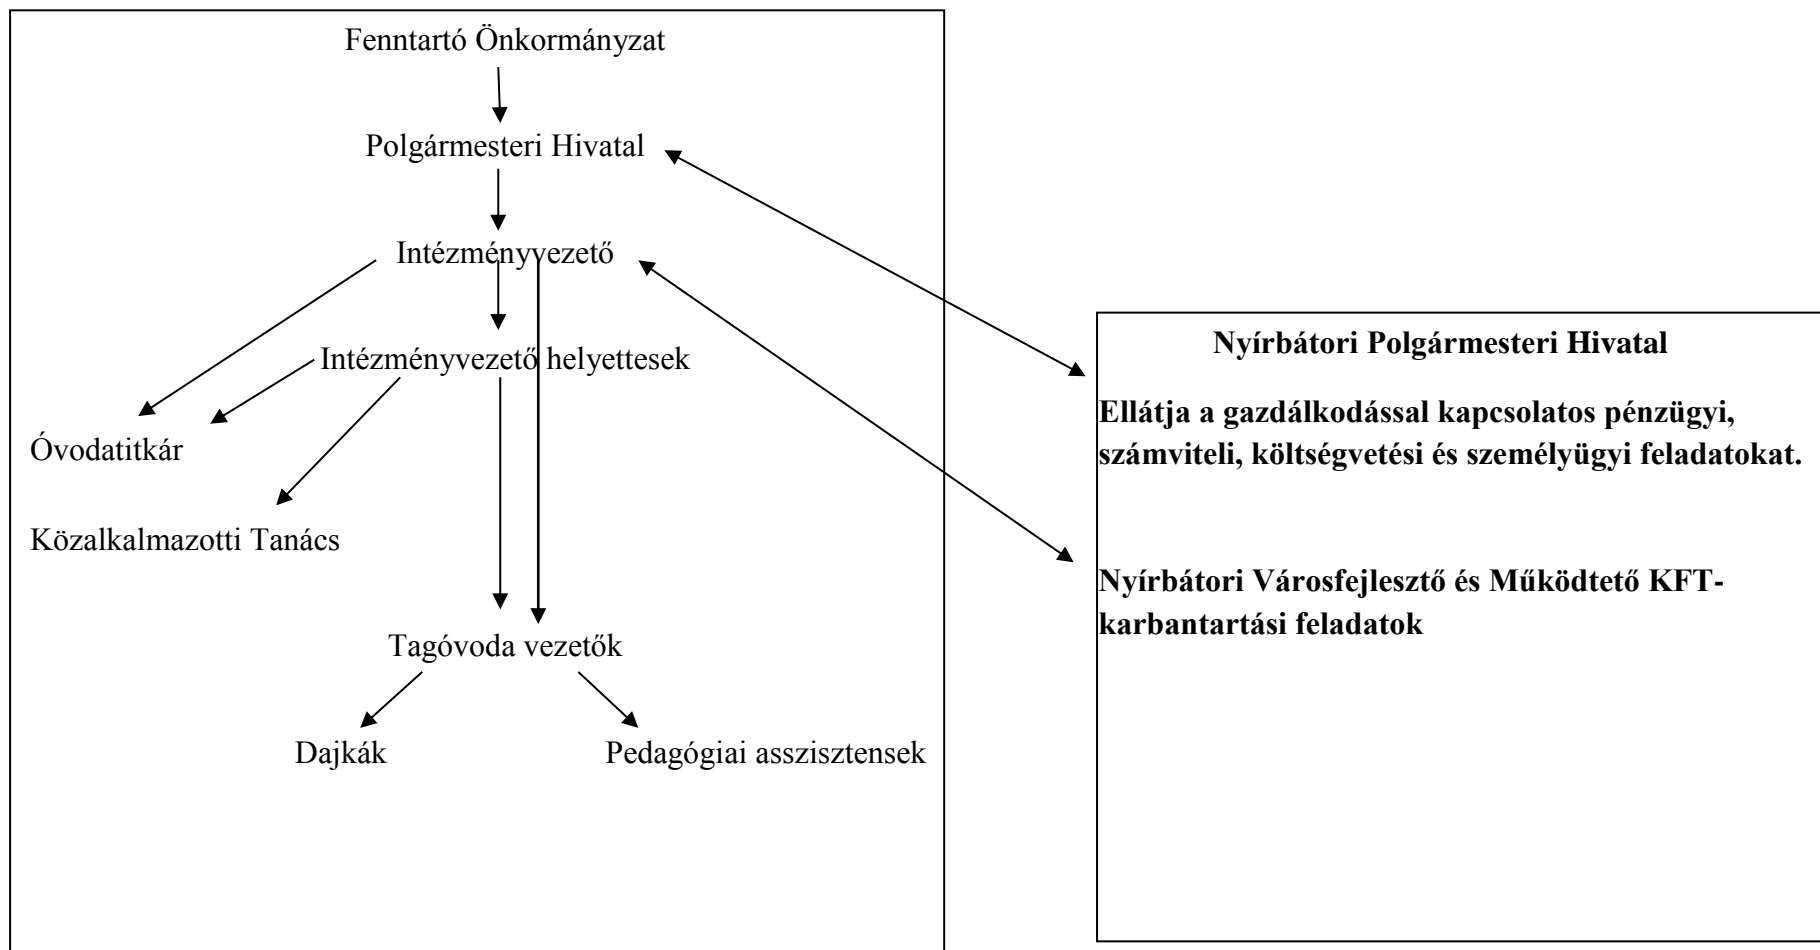 Fenntartó Önkormányzat
Polgármesteri Hivatal
Intézményvezető
Intézményvezető helyettesek
Óvodatitkár
Közalkalmazotti Tanács
Tagóvoda vezetők
Dajkák
Pedagógiai asszisztensek
Nyírbátori Polgármesteri Hivatal
Ellátja a gazdálkodással kapcsolatos pénzügyi,
számviteli, költségvetési és személyügyi feladatokat.
Nyírbátori Városfejlesztő és Működtető KFT-
karbantartási feladatok